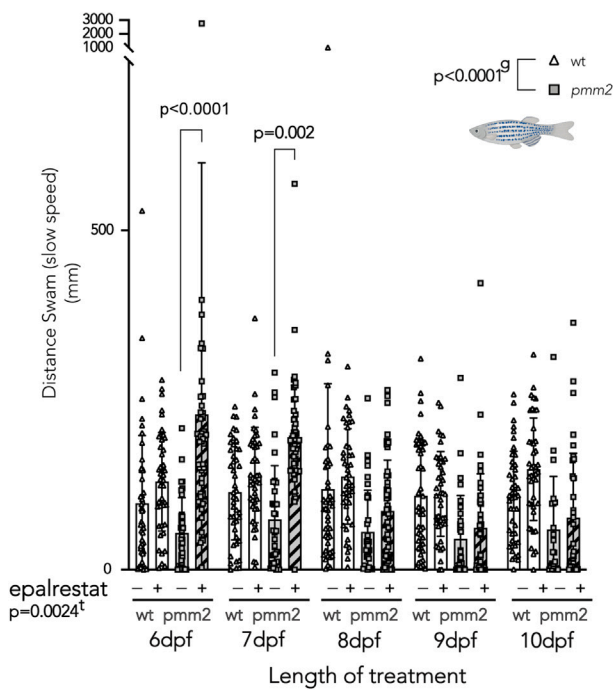 3000
2000
1000
g
wt
p<0.0001
pmm2
p<0.0001
p=0.002
500
Distance Swam (slow speed)
(mm)
0
epalrestat − + − + − + − + − + − + − + − + − + − +
p=0.0024t
wt pmm2 wt pmm2 wt pmm2 wt pmm2 wt pmm2
6dpf 7dpf 8dpf 9dpf 10dpf
Length of treatment